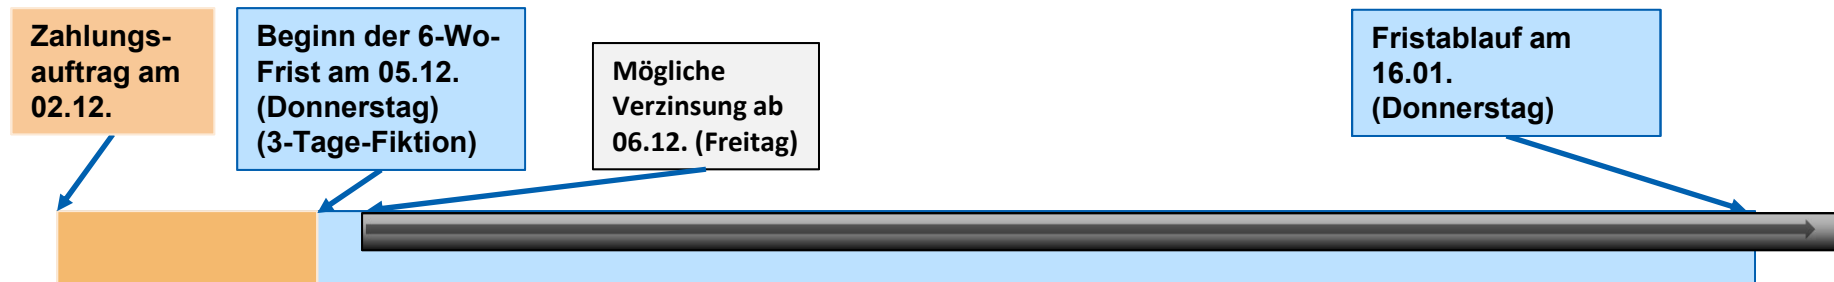 Zahlungs-
auftrag am
02.12.
Beginn der 6-Wo-
Frist am 05.12.
(Donnerstag)
(3-Tage-Fiktion)
Mögliche
Verzinsung ab
06.12. (Freitag)
Fristablauf am
16.01.
(Donnerstag)